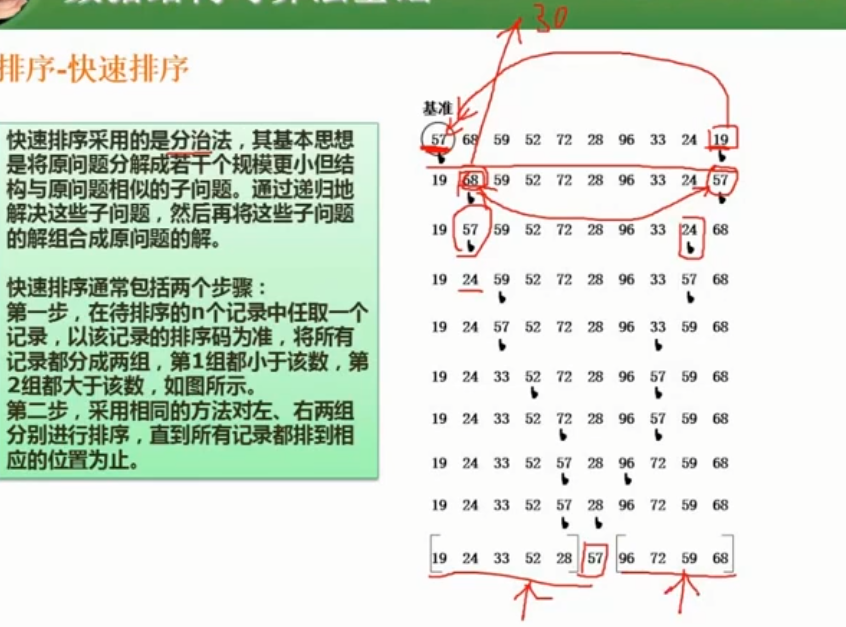 排序-快速排序
快速排序采用的是分治法，其基本思想
是将原问题分解成若干个规模更小但结
构与原问题相似的子问题。通过递归地
解决这些子问题，然后再将这些子问题
的解组合成原问题的解。
快速排序通常包括两个步骤：
第一步，在待排序的n个记录中任取一个
记录，以该记录的排序码为准，将所有
记录都分成两组，第1组都小于该数，第
2组都大于该数，如图所示。
第二步，采用相同的方法对左、右两组
分别进行排序，直到所有记录都排到相
应的位置为止。
30
基准
57 68 59 52 72 28 96 33 24 19
19 68 59 52 72 28 96 33 24 57
19 57 59 52 72 28 96 33 24 68
19 24 59 52 72 28 96 33 57 68
19 24 57 52 72 28 96 33 59 68
19 24 33 52 72 28 96 57 59 68
19 24 33 52 72 28 96 57 59 68
19 24 33 52 57 28 96 72 59 68
19 24 33 52 57 28 96 72 59 68
[19 24 33 52 28] 57 [96 72 59 68]